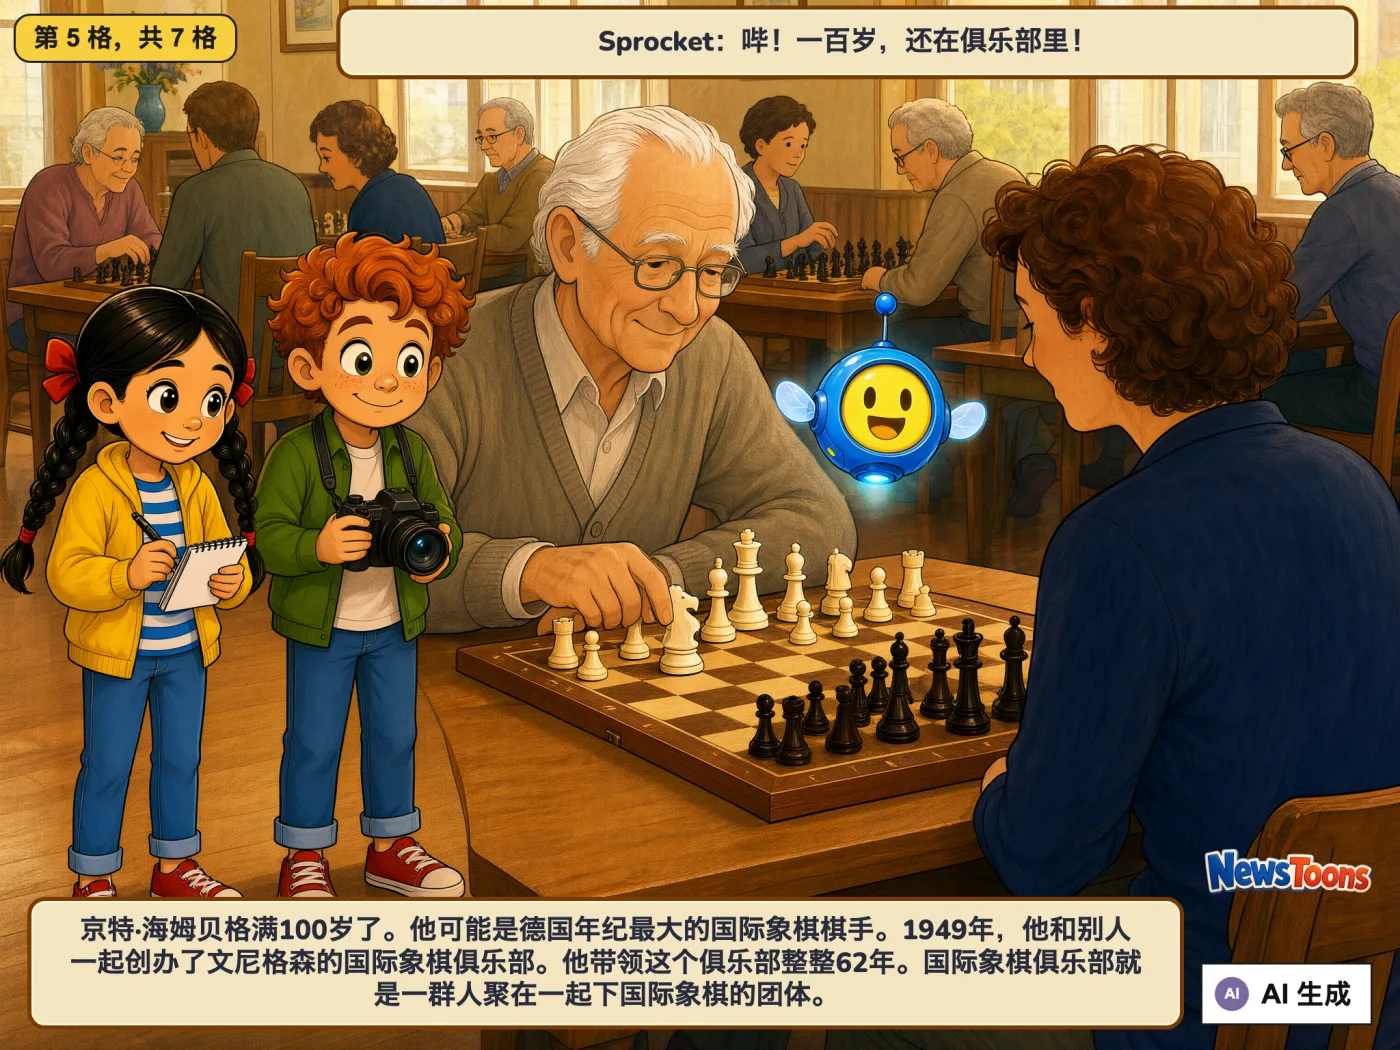 第 5 格，共 7 格
Sprocket：哔！一百岁，还在俱乐部里！
NewsToons
京特·海姆贝格满100岁了。他可能是德国年纪最大的国际象棋棋手。1949年，他和别人
一起创办了文尼格森的国际象棋俱乐部。他带领这个俱乐部整整62年。国际象棋俱乐部就
是一群人聚在一起下国际象棋的团体。
AI AI 生成